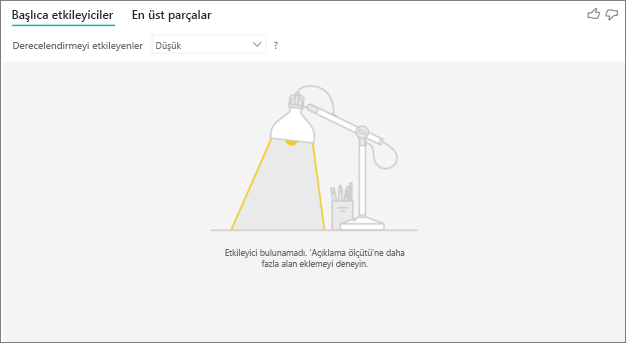 Başlıca etkileyiciler En üst parçalar
Derecelendirmeyi etkileyenler Düşük ?
Etkileyici bulunamadı. 'Açıklama ölçütü'ne daha
fazla alan eklemeyi deneyin.